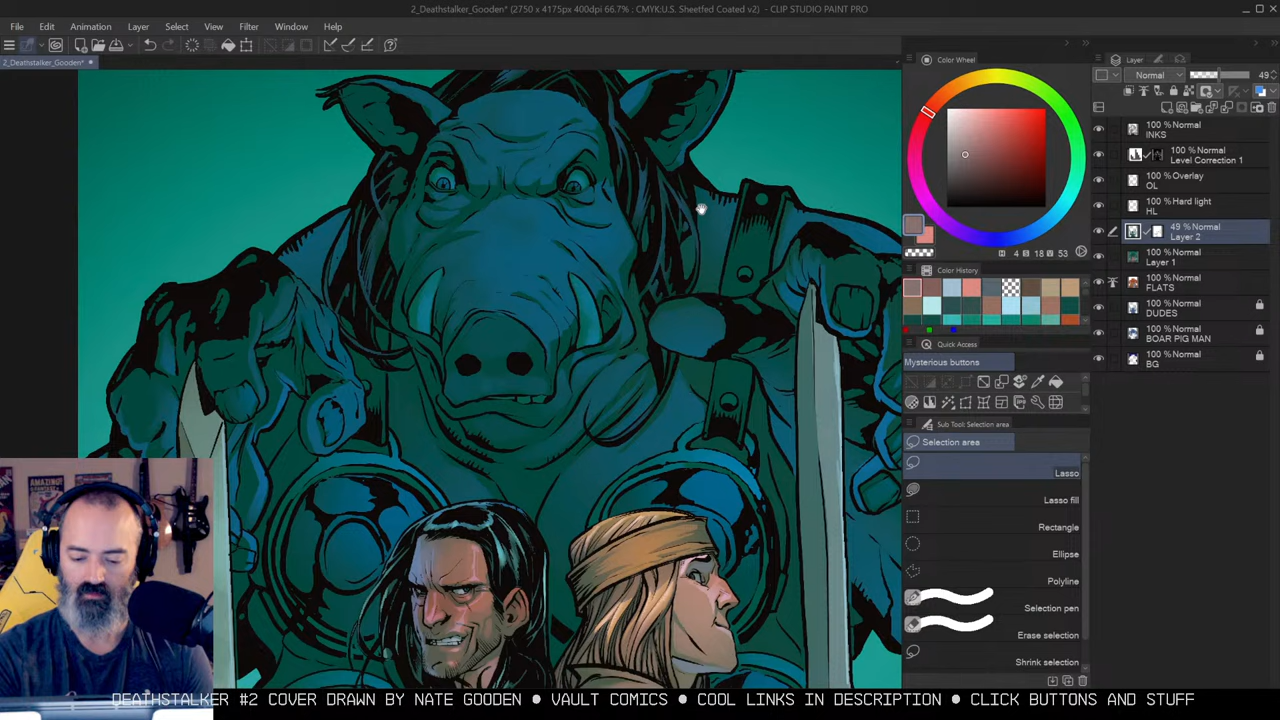 2_Deathstalker_Gooden* (2750 x 4175px 400dpi 66.7% ; CMYK:U.S. Sheetfed Coated v2) - CLIP STUDIO PAINT PRO
File Edit Animation Layer Select View Filter Window Help
2_Deathstalker_Gooden*
Color Wheel
H 4 S 18 V 53
Color History
Quick Access
Mysterious buttons
Sub Tool: Selection area
Selection area
Lasso
Lasso fill
Rectangle
Ellipse
Polyline
Selection pen
Erase selection
Shrink selection
Layer
Normal 49
100 % Normal
INKS
100 % Normal
Level Correction 1
100 % Overlay
OL
100 % Hard light
HL
49 % Normal
Layer 2
100 % Normal
Layer 1
100 % Normal
FLATS
100 % Normal
DUDES
100 % Normal
BOAR PIG MAN
100 % Normal
BG
AMAZING
DEATHSTALKER #2 COVER DRAWN BY NATE GOODEN ● VAULT COMICS ● COOL LINKS IN DESCRIPTION ● CLICK BUTTONS AND STUFF